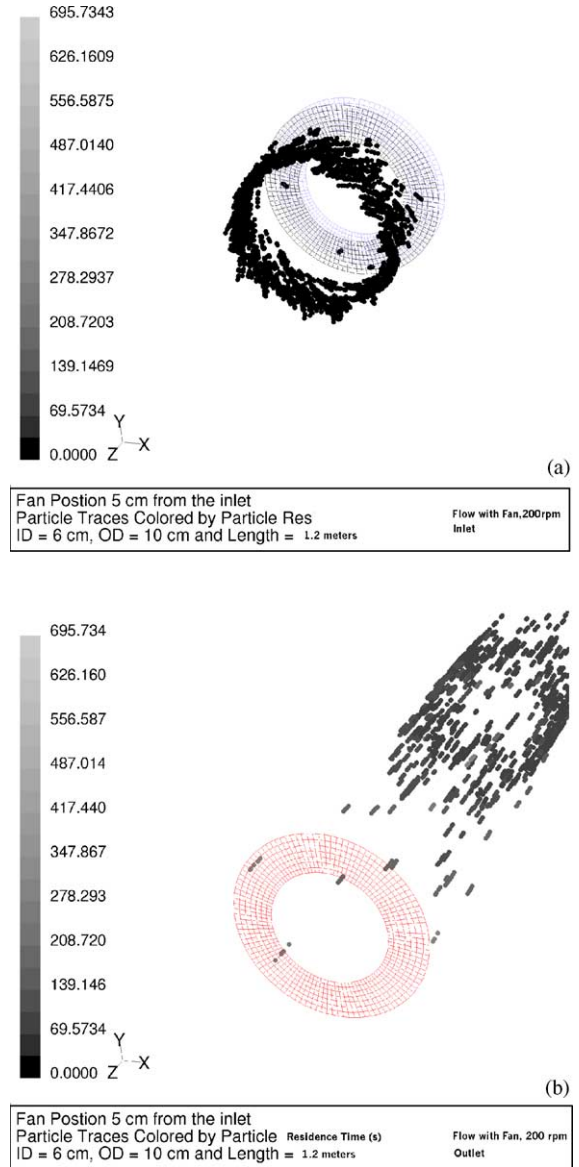 695.7343
626.1609
556.5875
487.0140
417.4406
347.8672
278.2937
208.7203
139.1469
69.5734
0.0000
Y
Z X
(a)
Fan Postion 5 cm from the inlet
Particle Traces Colored by Particle Res
ID = 6 cm, OD = 10 cm and Length = 1.2 meters
Flow with Fan,200rpm
Inlet
695.734
626.160
556.587
487.014
417.440
347.867
278.293
208.720
139.146
69.5734
0.0000
Y
Z X
(b)
Fan Postion 5 cm from the inlet
Particle Traces Colored by Particle Residence Time (s)
ID = 6 cm, OD = 10 cm and Length = 1.2 meters
Flow with Fan, 200 rpm
Outlet